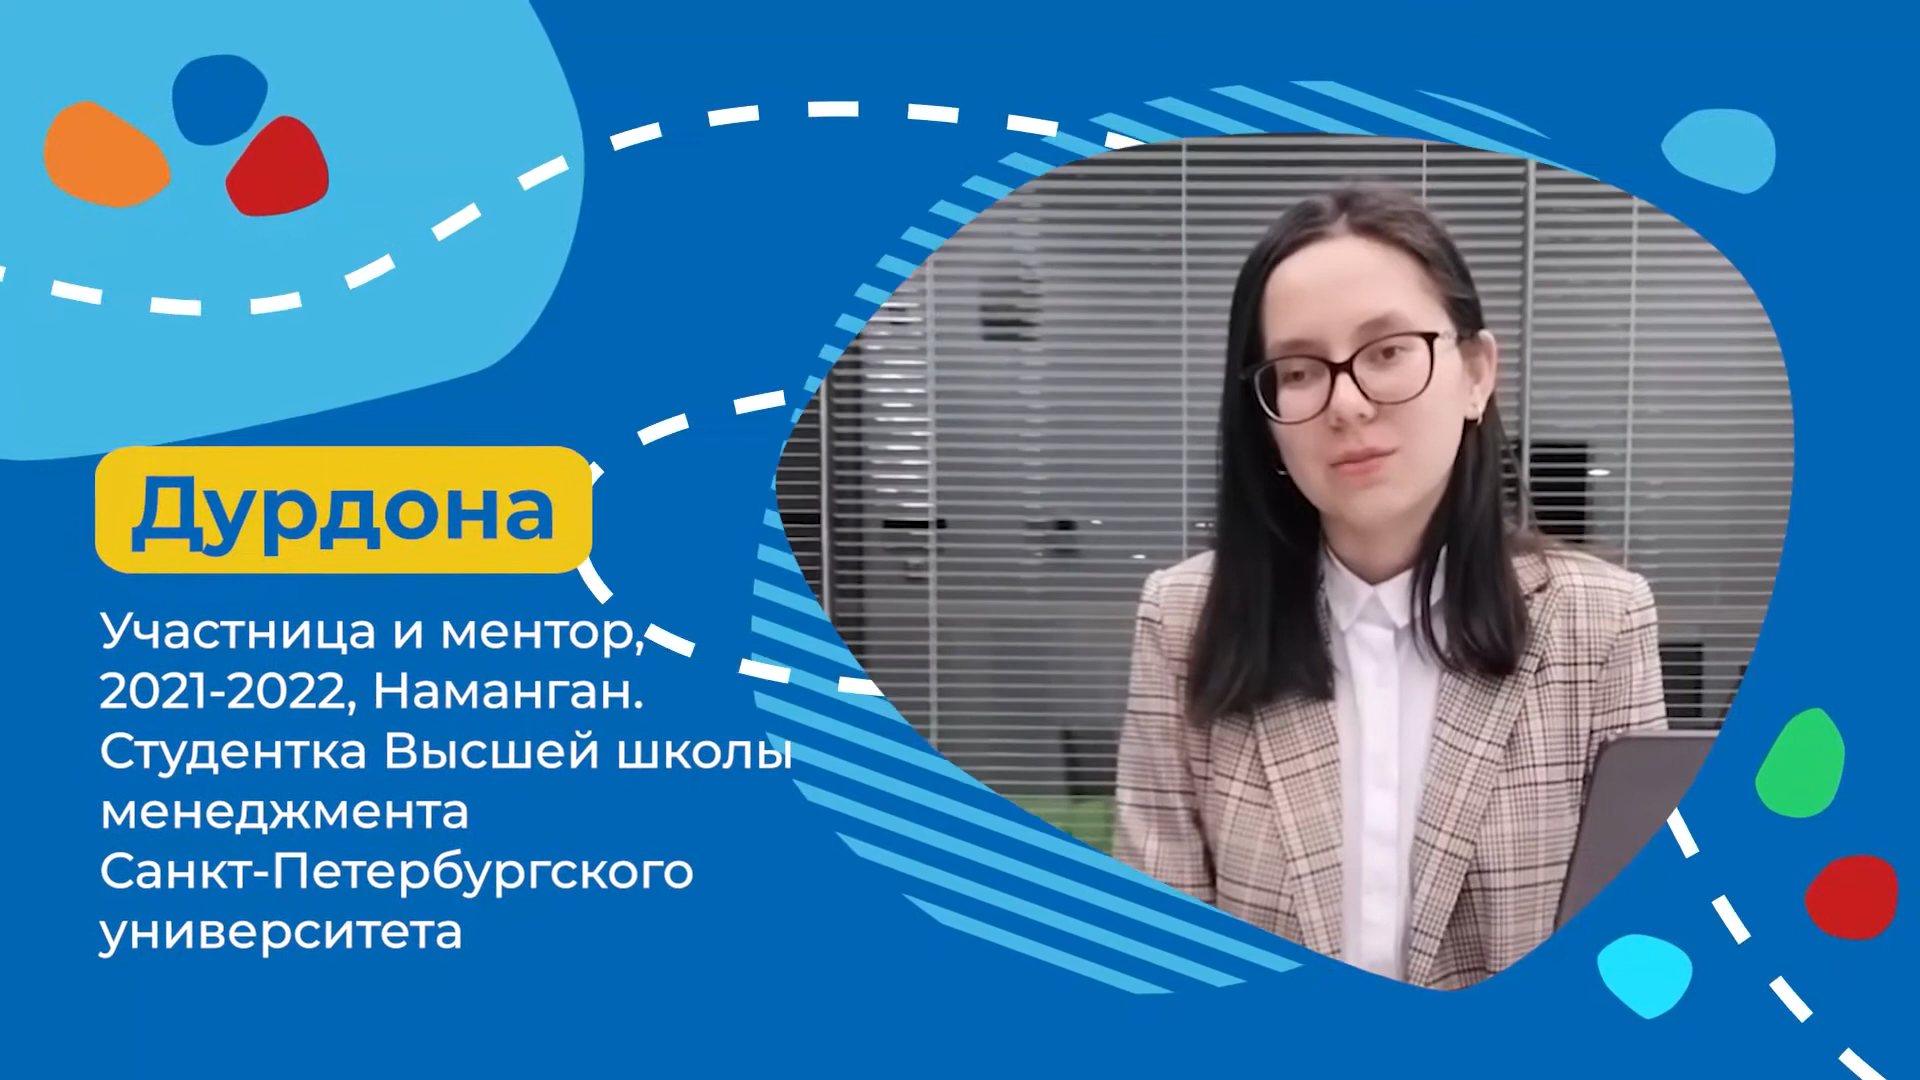 Дурдона
Участница и ментор,
2021-2022, Наманган.
Студентка Высшей школы
менеджмента
Санкт-Петербургского
университета